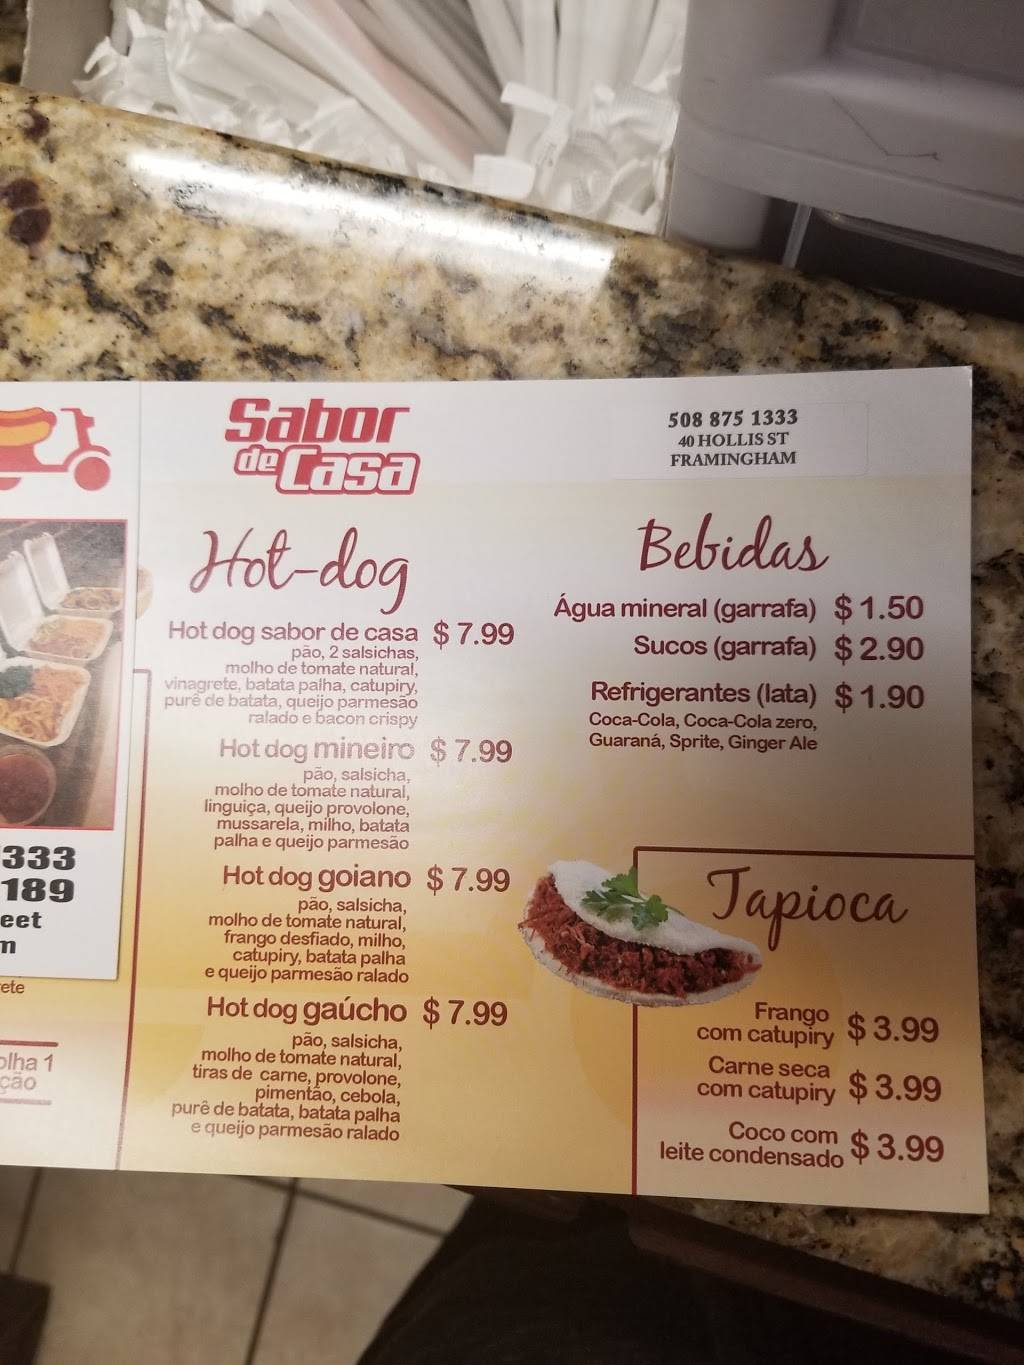 Sabor
de Casa
508 875 1333
40 HOLLIS ST
FRAMINGHAM
Hot-dog
Hot dog sabor de casa $ 7.99
pão, 2 salsichas,
molho de tomate natural,
vinagrete, batata palha, catupiry,
purê de batata, queijo parmesão
ralado e bacon crispy
Hot dog mineiro $ 7.99
pão, salsicha,
molho de tomate natural,
linguiça, queijo provolone,
mussarela, milho, batata
palha e queijo parmesão
Hot dog goiano $ 7.99
pão, salsicha,
molho de tomate natural,
frango desfiado, milho,
catupiry, batata palha
e queijo parmesão ralado
Hot dog gaúcho $ 7.99
pão, salsicha,
molho de tomate natural,
tiras de carne, provolone,
pimentão, cebola,
purê de batata, batata palha
e queijo parmesão ralado
Bebidas
Água mineral (garrafa) $ 1.50
Sucos (garrafa) $ 2.90
Refrigerantes (lata) $ 1.90
Coca-Cola, Coca-Cola zero,
Guaraná, Sprite, Ginger Ale
Tapioca
Frango
com catupiry $ 3.99
Carne seca
com catupiry $ 3.99
Coco com
leite condensado $ 3.99
333
189
eet
m
ete
olha 1
ção